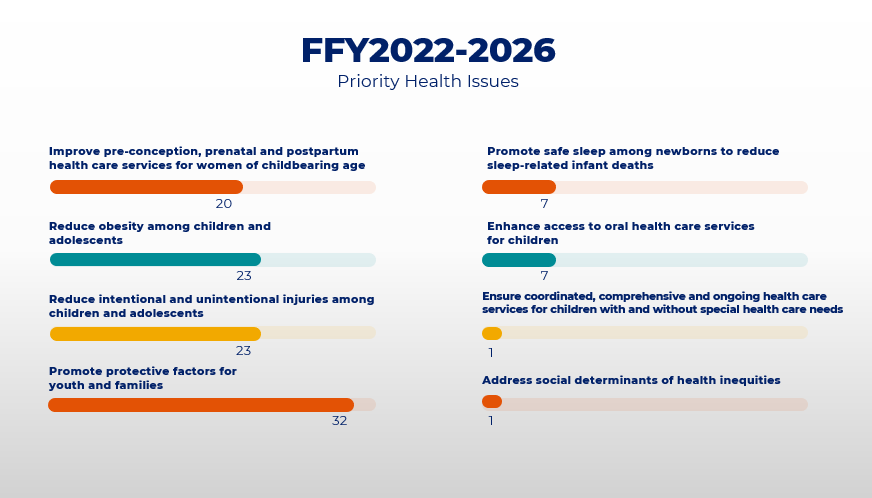 FFY2022-2026
Priority Health Issues
Improve pre-conception, prenatal and postpartum
health care services for women of childbearing age
20
Reduce obesity among children and
adolescents
23
Reduce intentional and unintentional injuries among
children and adolescents
23
Promote protective factors for
youth and families
32
Promote safe sleep among newborns to reduce
sleep-related infant deaths
7
Enhance access to oral health care services
for children
7
Ensure coordinated, comprehensive and ongoing health care
services for children with and without special health care needs
1
Address social determinants of health inequities
1